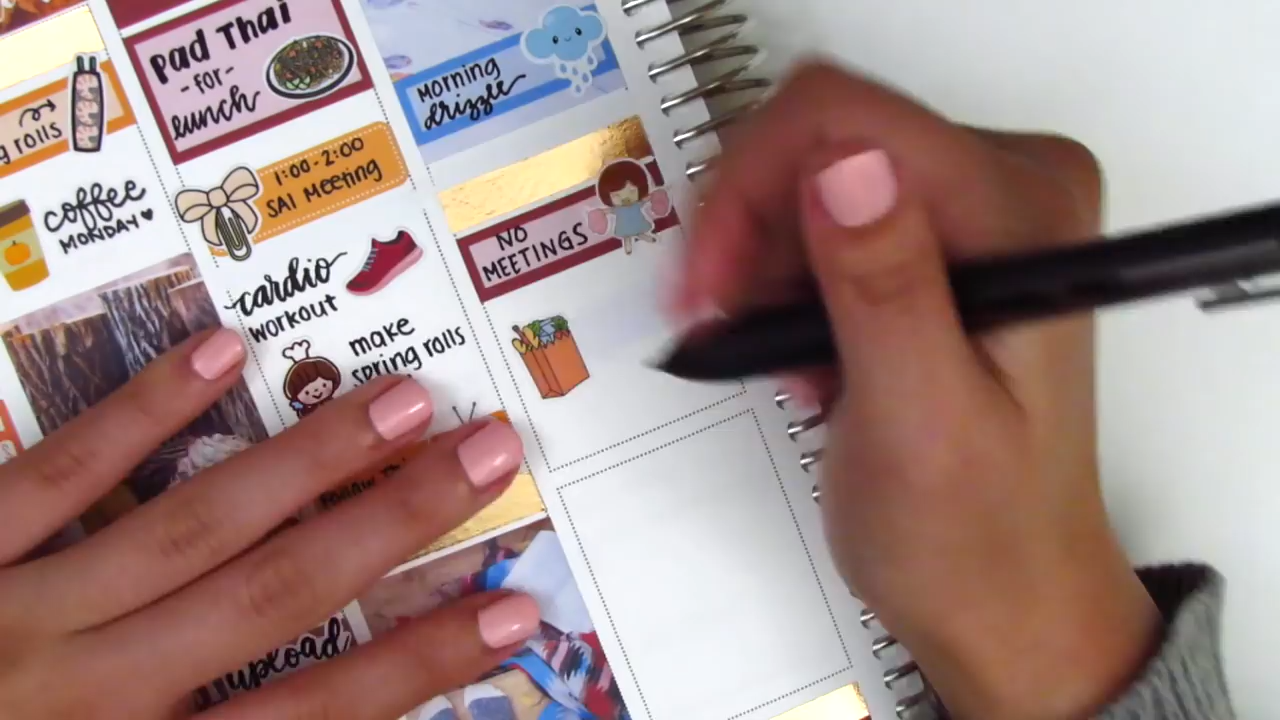 g rolls
coffee
MONDAY
Pad Thai
-FOR-
lunch
1:00-2:00
SAI Meeting
cardio
WORKOUT
make
spring rolls
Morning
drizzle
NO
MEETINGS
upload